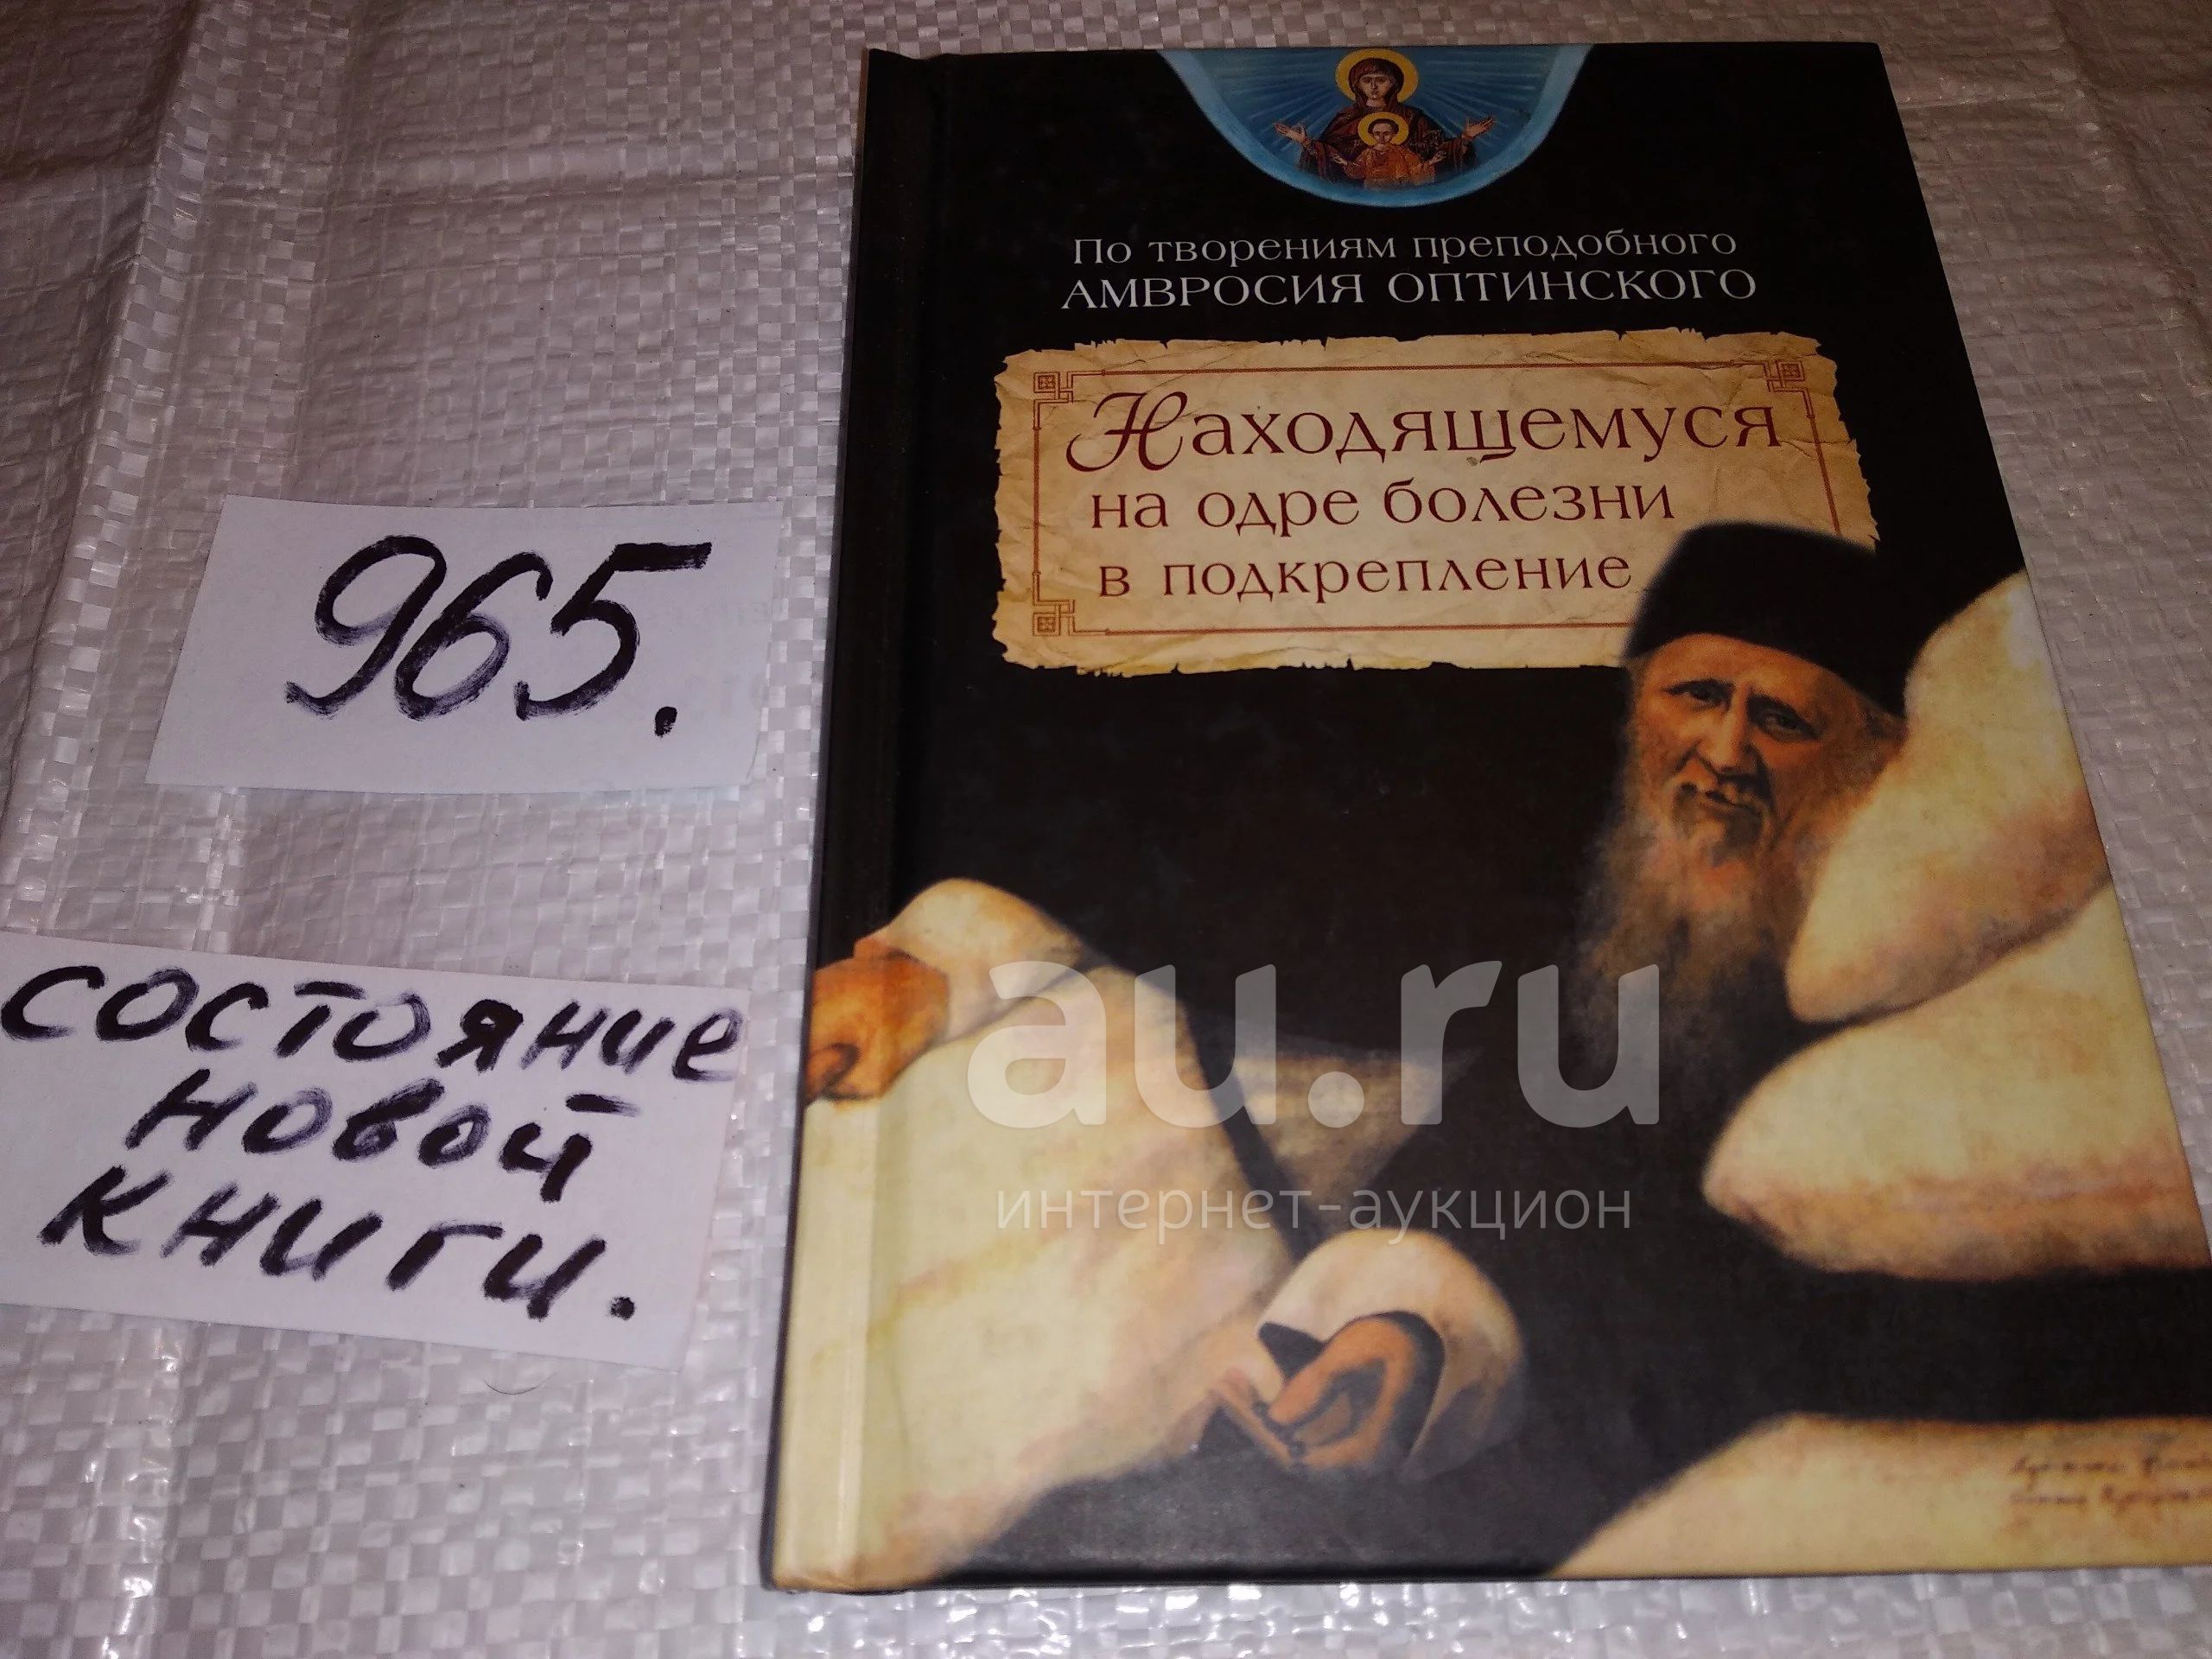 По творениям преподобного
АМВРОСИЯ ОПТИНСКОГО
Находящемуся
на одре болезни
в подкрепление
965.
состояние
новой
книги.
au.ru
интернет-аукцион